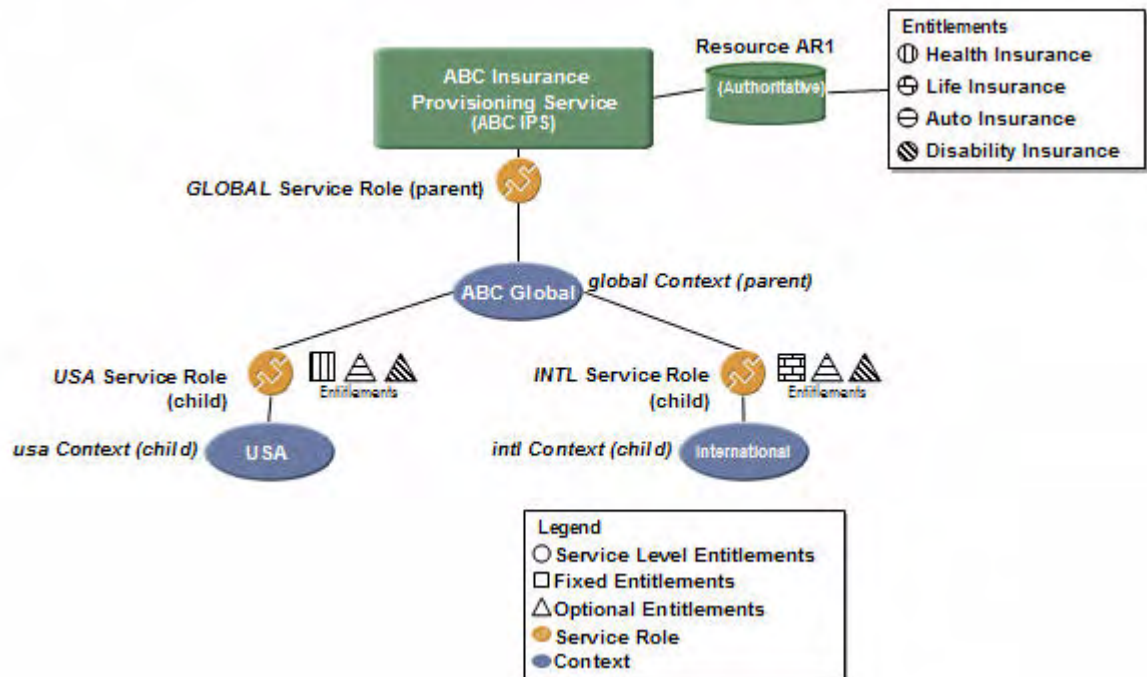 Entitlements
Health Insurance
Life Insurance
Auto Insurance
Disability Insurance
Resource AR1
(Authoritative)
ABC Insurance
Provisioning Service
(ABC IPS)
GLOBAL Service Role (parent)
ABC Global
global Context (parent)
USA Service Role
(child)
Entitlements
INTL Service Role
(child)
Entitlements
usa Context (child)
USA
intl Context (child)
International
Legend
Service Level Entitlements
Fixed Entitlements
Optional Entitlements
Service Role
Context